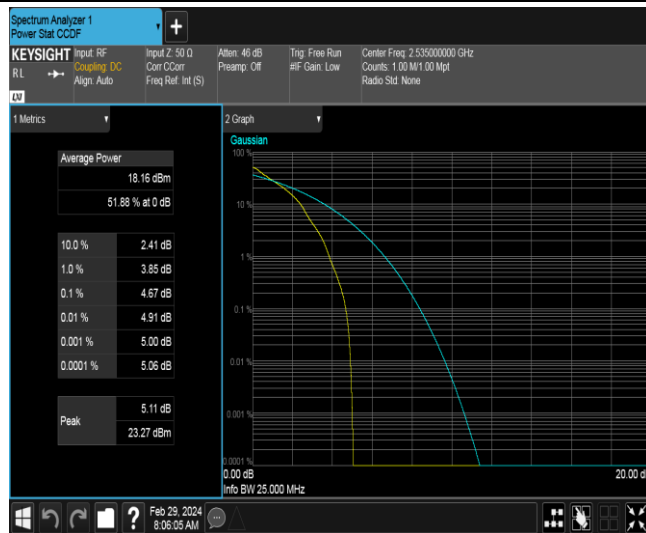 Spectrum Analyzer 1
Power Stat CCDF
KEYSIGHT
RL
Input: RF
Coupling: DC
Align: Auto
Input Z: 50 Ω
Corr CCorr
Freq Ref: Int (S)
Atten: 46 dB
Preamp: Off
Trig: Free Run
#IF Gain: Low
Center Freq: 2.535000000 GHz
Counts: 1.00 M/1.00 Mpt
Radio Std: None
1 Metrics
Average Power
18.16 dBm
51.88 % at 0 dB
10.0 % 2.41 dB
1.0 % 3.85 dB
0.1 % 4.67 dB
0.01 % 4.91 dB
0.001 % 5.00 dB
0.0001 % 5.06 dB
Peak
5.11 dB
23.27 dBm
2 Graph
Gaussian
100 %
10 %
1 %
0.1 %
0.01 %
0.001 %
0.0001 %
0.00 dB
20.00 d
Info BW 25.000 MHz
?
Feb 29, 2024
8:06:05 AM